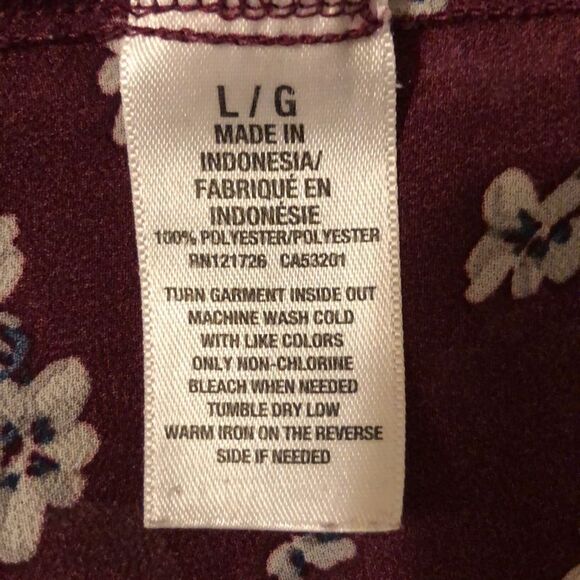 L / G
MADE IN
INDONESIA/
FABRIQUÉ EN
INDONÉSIE
100% POLYESTER/POLYESTER
RN121726 CA53201
TURN GARMENT INSIDE OUT
MACHINE WASH COLD
WITH LIKE COLORS
ONLY NON-CHLORINE
BLEACH WHEN NEEDED
TUMBLE DRY LOW
WARM IRON ON THE REVERSE
SIDE IF NEEDED